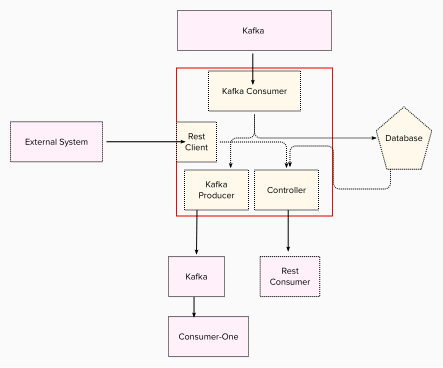 Kafka
Kafka Consumer
External System
Rest
Client
Database
Kafka
Producer
Controller
Kafka
Rest
Consumer
Consumer-One